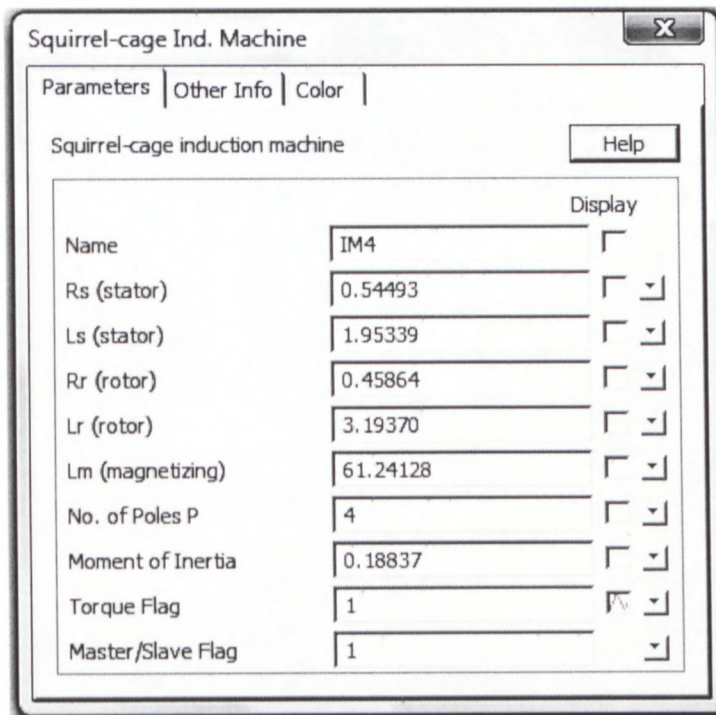 Squirrel-cage Ind. Machine
Parameters Other Info Color
Squirrel-cage induction machine Help
Display
Name IM4
Rs (stator) 0.54493
Ls (stator) 1.95339
Rr (rotor) 0.45864
Lr (rotor) 3.19370
Lm (magnetizing) 61.24128
No. of Poles P 4
Moment of Inertia 0.18837
Torque Flag 1
Master/Slave Flag 1